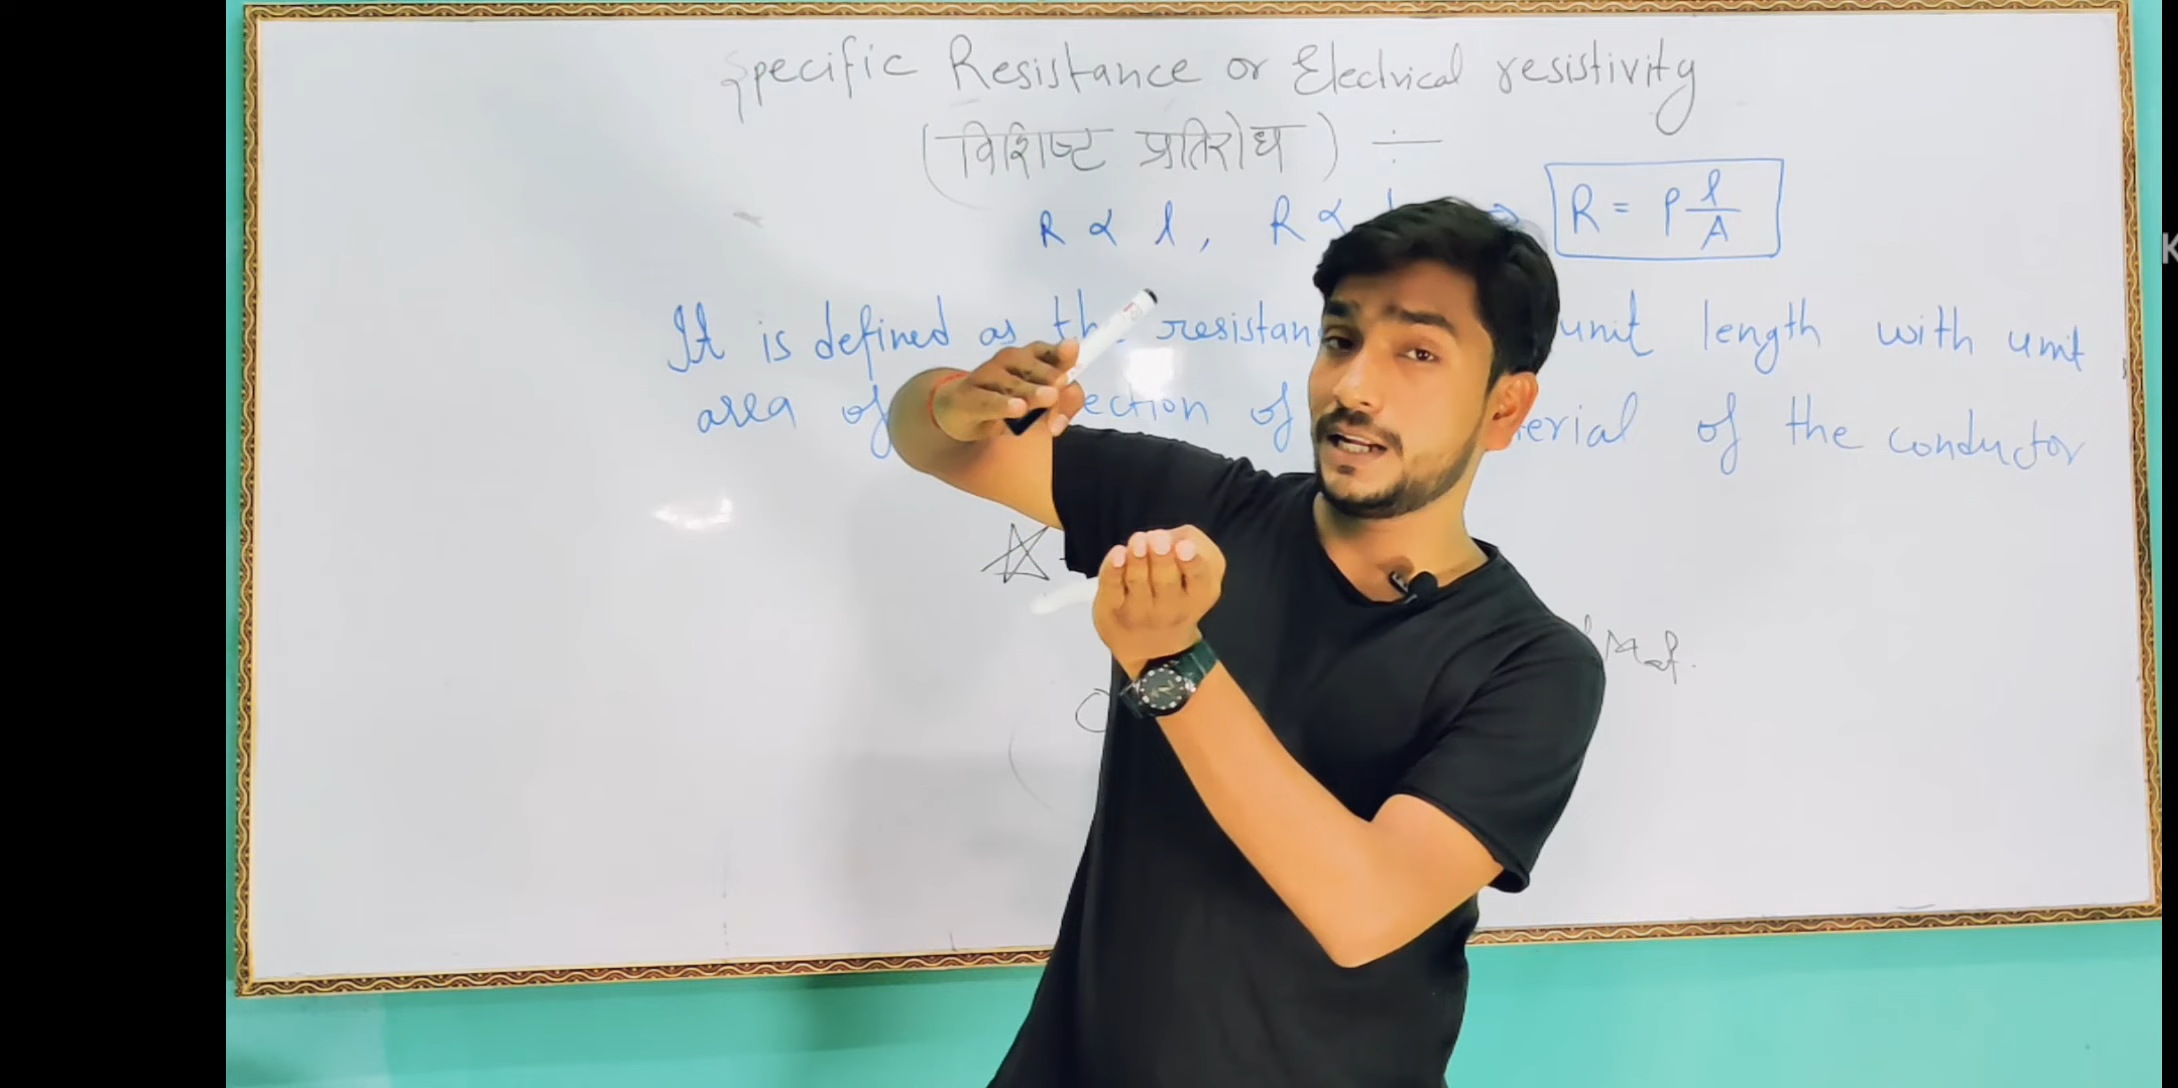 Specific Resistance or Electrical resistivity
(विशिष्ट प्रतिरोध) ÷
R ∝ l, R ∝ ⇒ R = ρ l/A
It is defined as the resistan unit length with unit
area of ection of erial of the conductor
Mat.
K